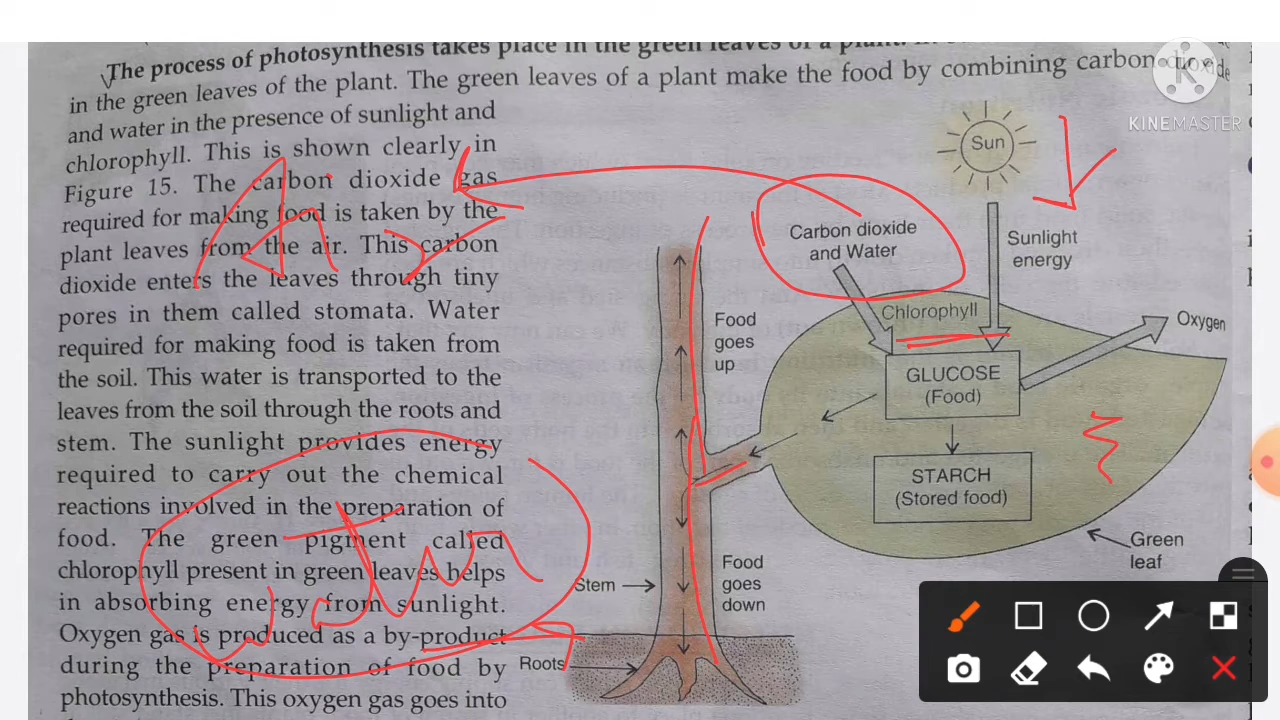 The process of photosynthesis takes place in the green leaves of a plant.
in the green leaves of the plant. The green leaves of a plant make the food by combining carbon dioxide
and water in the presence of sunlight and
chlorophyll. This is shown clearly in
Figure 15. The carbon dioxide gas
required for making food is taken by the
plant leaves from the air. This carbon
dioxide enters the leaves through tiny
pores in them called stomata. Water
required for making food is taken from
the soil. This water is transported to the
leaves from the soil through the roots and
stem. The sunlight provides energy
required to carry out the chemical
reactions involved in the preparation of
food. The green pigment called
chlorophyll present in green leaves helps
in absorbing energy from sunlight.
Oxygen gas is produced as a by-product
during the preparation of food by
photosynthesis. This oxygen gas goes into
Air
water
KINEMASTER
Sun
Carbon dioxide
and Water
Sunlight
energy
Chlorophyll
Oxygen
GLUCOSE
(Food)
STARCH
(Stored food)
Green
leaf
Food
goes
up
Food
goes
down
Stem
Roots